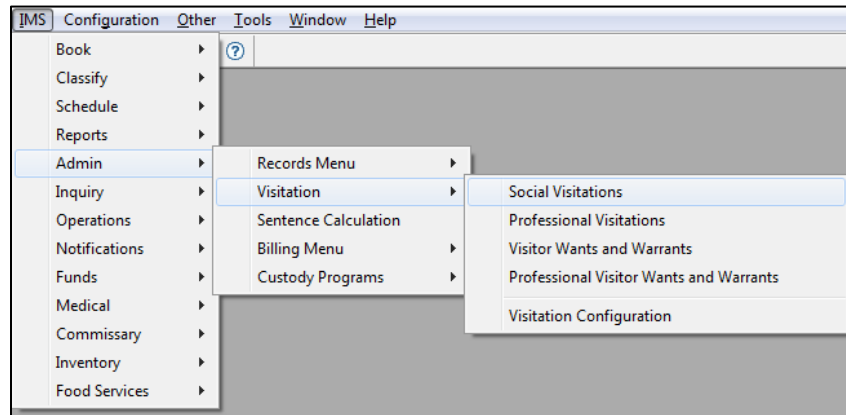 IMS Configuration Other Tools Window Help
Book
Classify
Schedule
Reports
Admin
Inquiry
Operations
Notifications
Funds
Medical
Commissary
Inventory
Food Services
Records Menu
Visitation
Sentence Calculation
Billing Menu
Custody Programs
Social Visitations
Professional Visitations
Visitor Wants and Warrants
Professional Visitor Wants and Warrants
Visitation Configuration